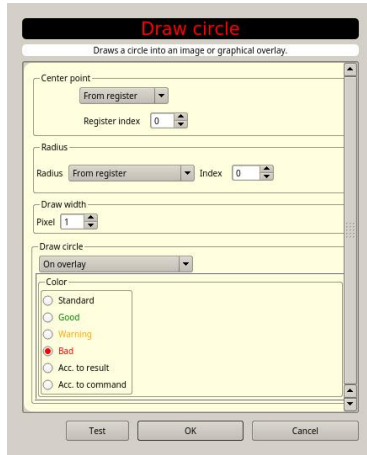 Draw circle
Draws a circle into an image or graphical overlay.
Center point
From register
Register index 0
Radius
Radius From register Index 0
Draw width
Pixel 1
Draw circle
On overlay
Color
Standard
Good
Warning
Bad
Acc. to result
Acc. to command
Test OK Cancel